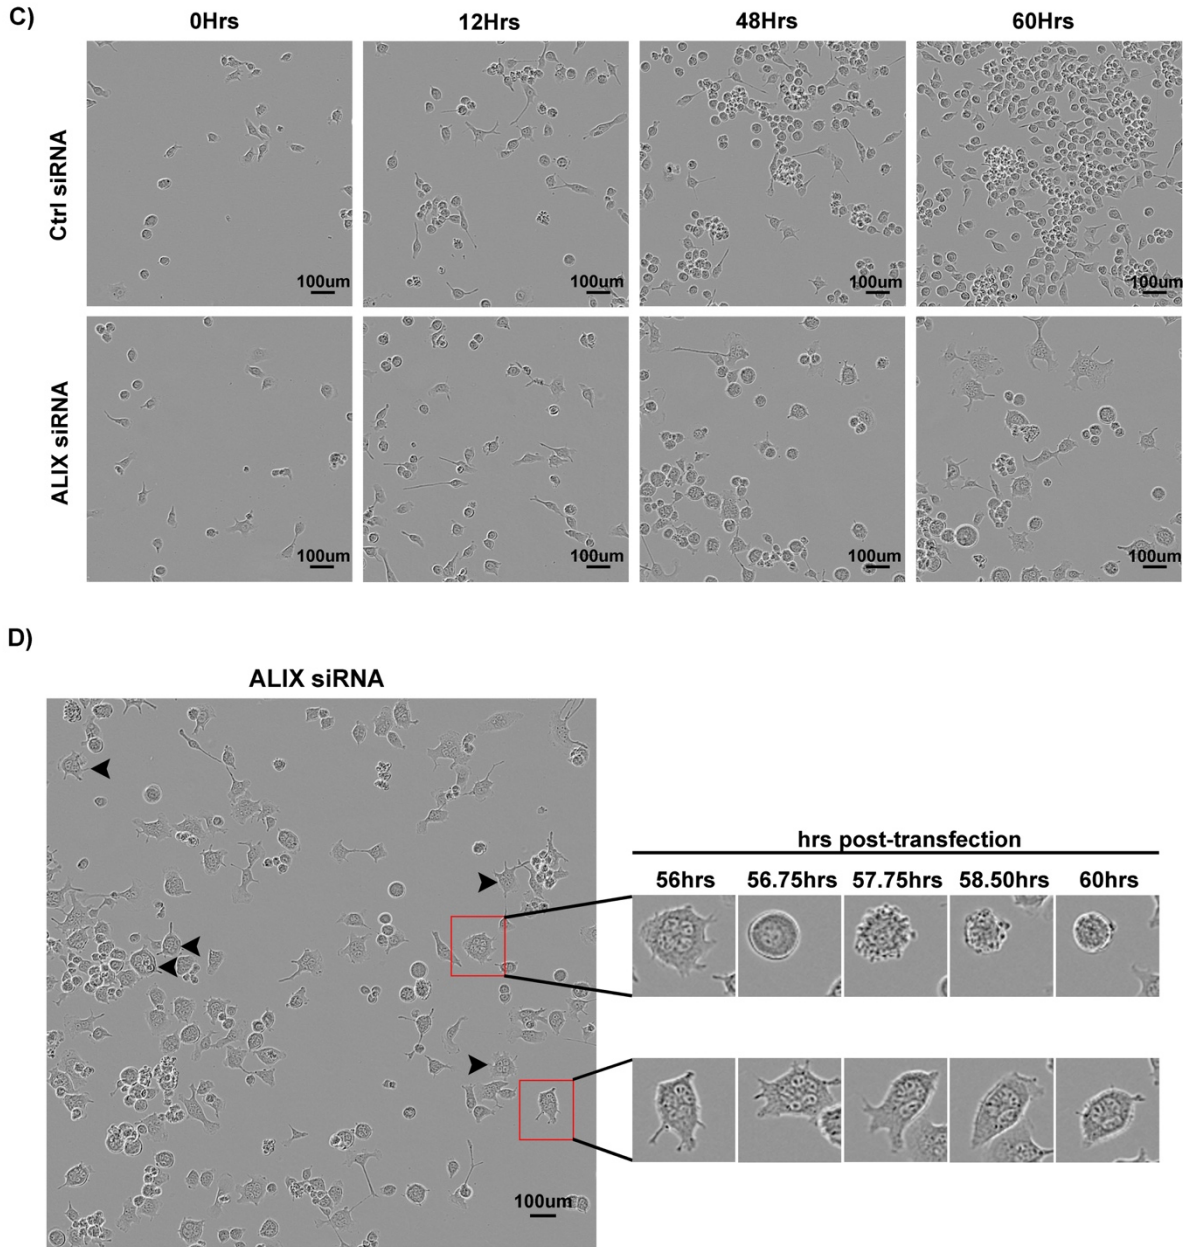 C)
0Hrs 12Hrs 48Hrs 60Hrs
Ctrl siRNA
100um 100um 100um 100um
ALIX siRNA
100um 100um 100um 100um
D)
ALIX siRNA
hrs post-transfection
56hrs 56.75hrs 57.75hrs 58.50hrs 60hrs
100um